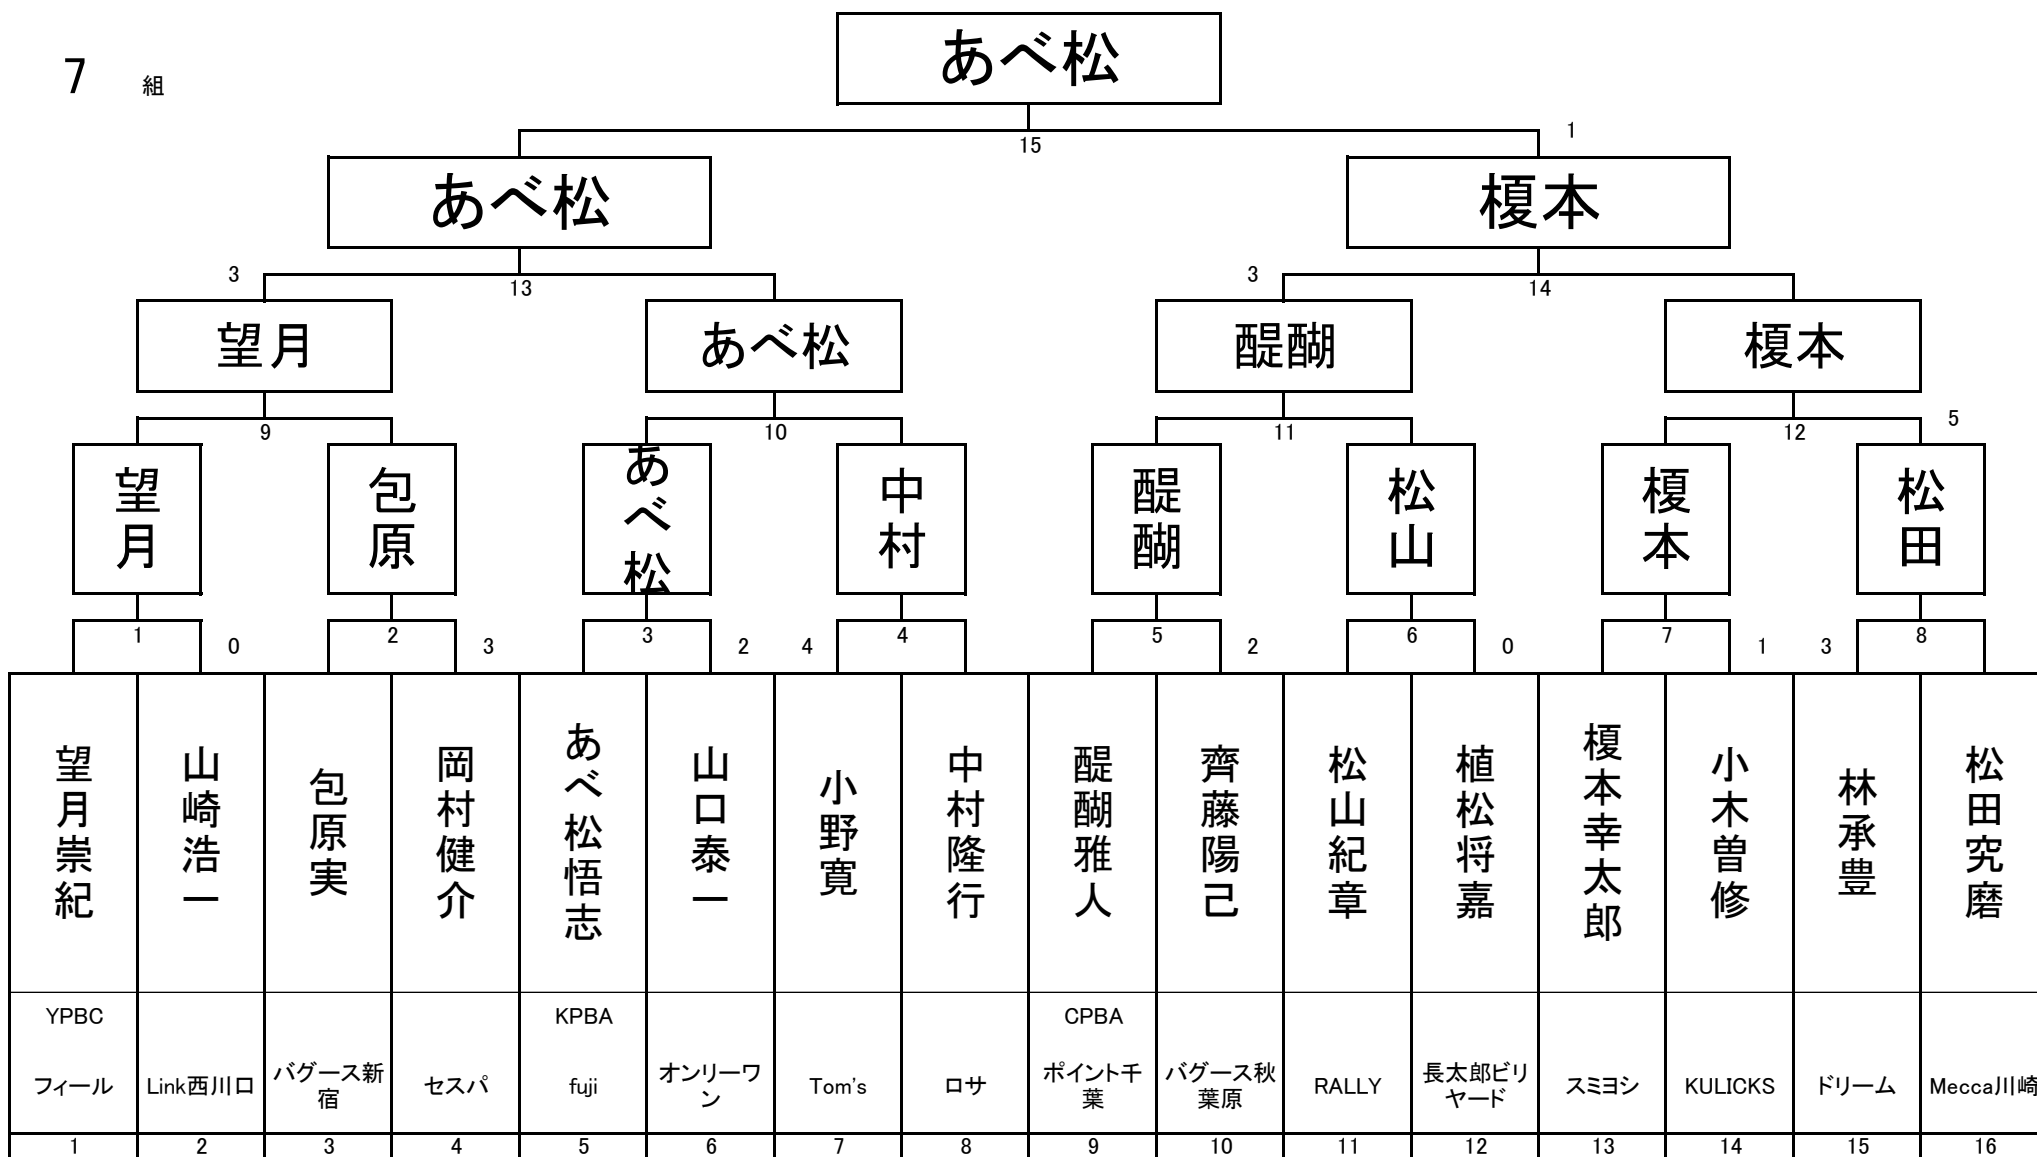 あべ松
7 組
1
15
あべ松 榎本
3 3
13 14
望月 あべ松 醍醐 榎本
9 10 11 12 5
望月 包原 あべ松 中村 醍醐 松山 榎本 松田
1 2 3 4 5 6 7 8
0 3 2 4 2 0 1 3
望月崇紀 山崎浩一 包原実 岡村健介 あべ松悟志 山口泰一 小野寛 中村隆行 醍醐雅人 齊藤陽己 松山紀章 植松将嘉 榎本幸太郎 小木曽修 林承豊 松田究磨
YPBC KPBA CPBA
フィール Link西川口 バグース新宿 セスパ fuji オンリーワン Tom's ロサ ポイント千葉 バグース秋葉原 RALLY 長太郎ビリヤード スミヨシ KULICKS ドリーム Mecca川崎
1 2 3 4 5 6 7 8 9 10 11 12 13 14 15 16